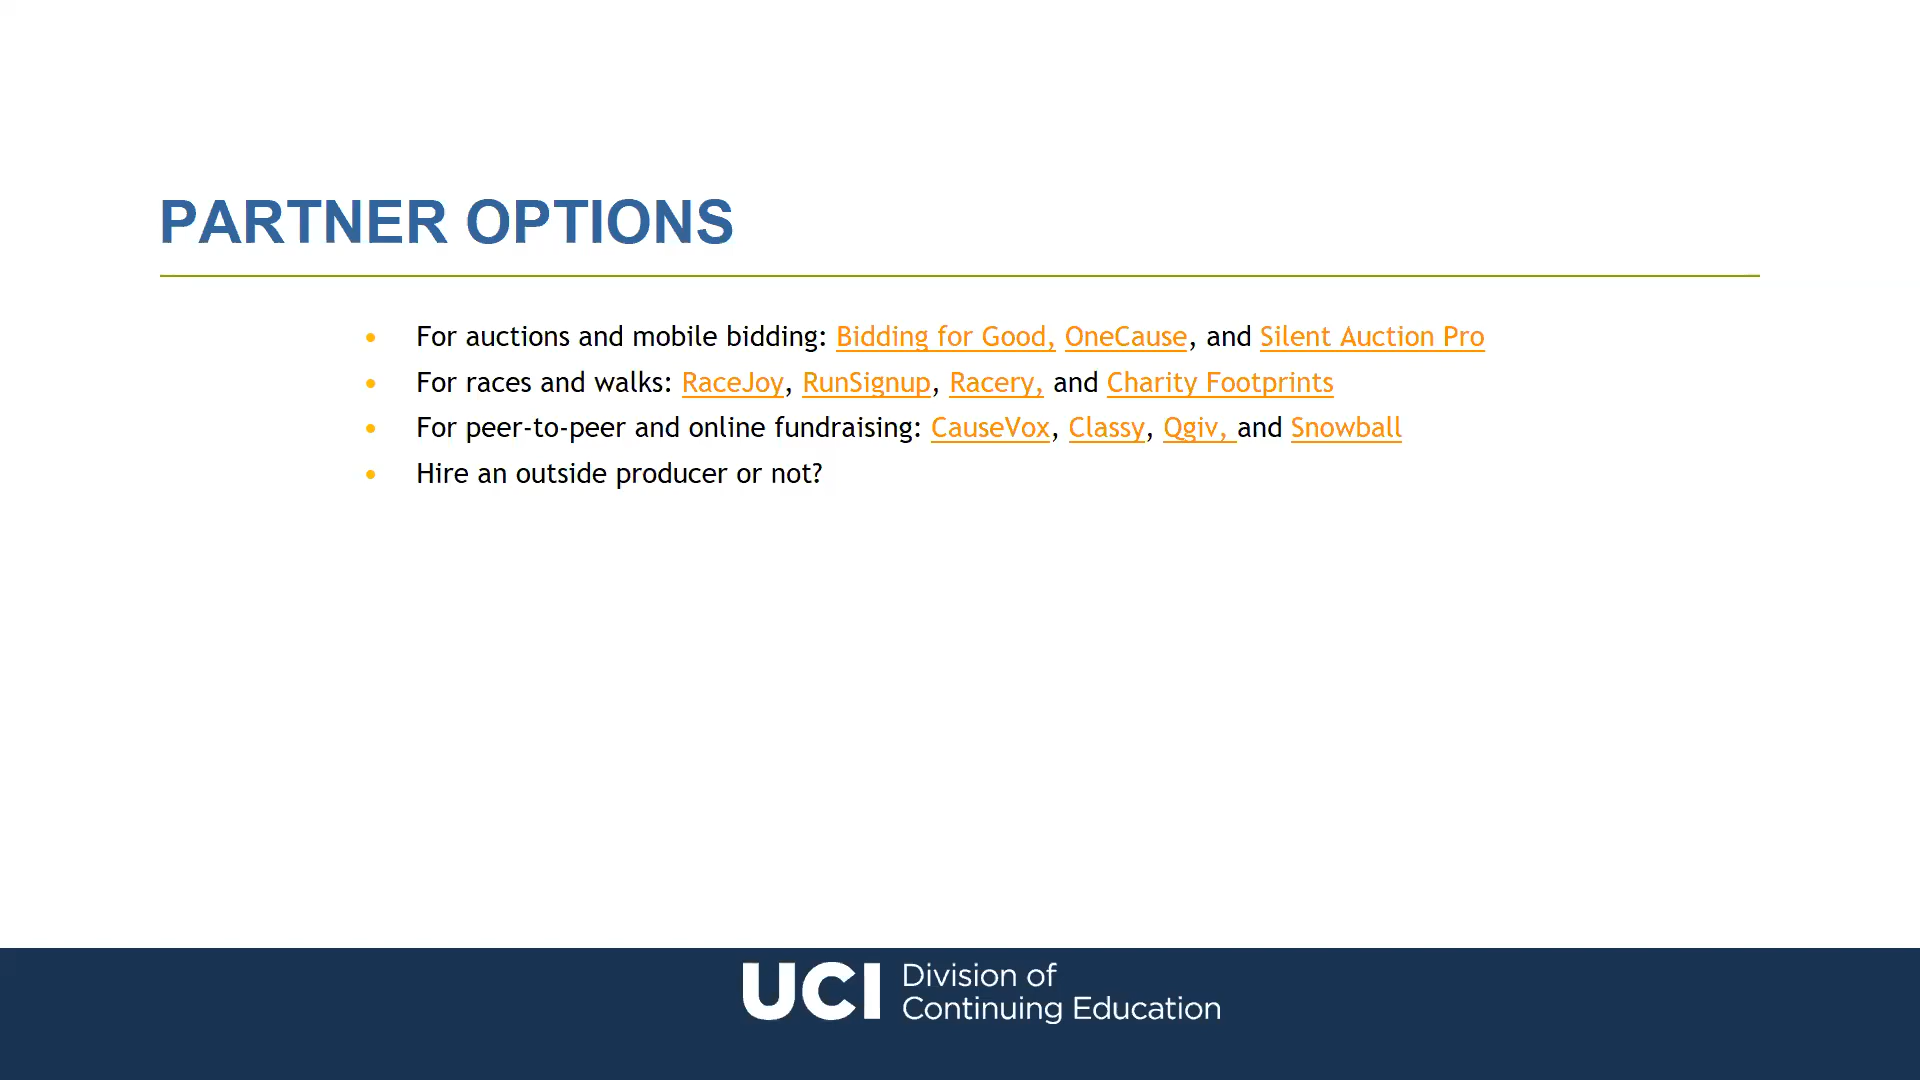 PARTNER OPTIONS
• For auctions and mobile bidding: Bidding for Good, OneCause, and Silent Auction Pro
• For races and walks: RaceJoy, RunSignup, Racery, and Charity Footprints
• For peer-to-peer and online fundraising: CauseVox, Classy, Qgiv, and Snowball
• Hire an outside producer or not?
UCI Division of
Continuing Education